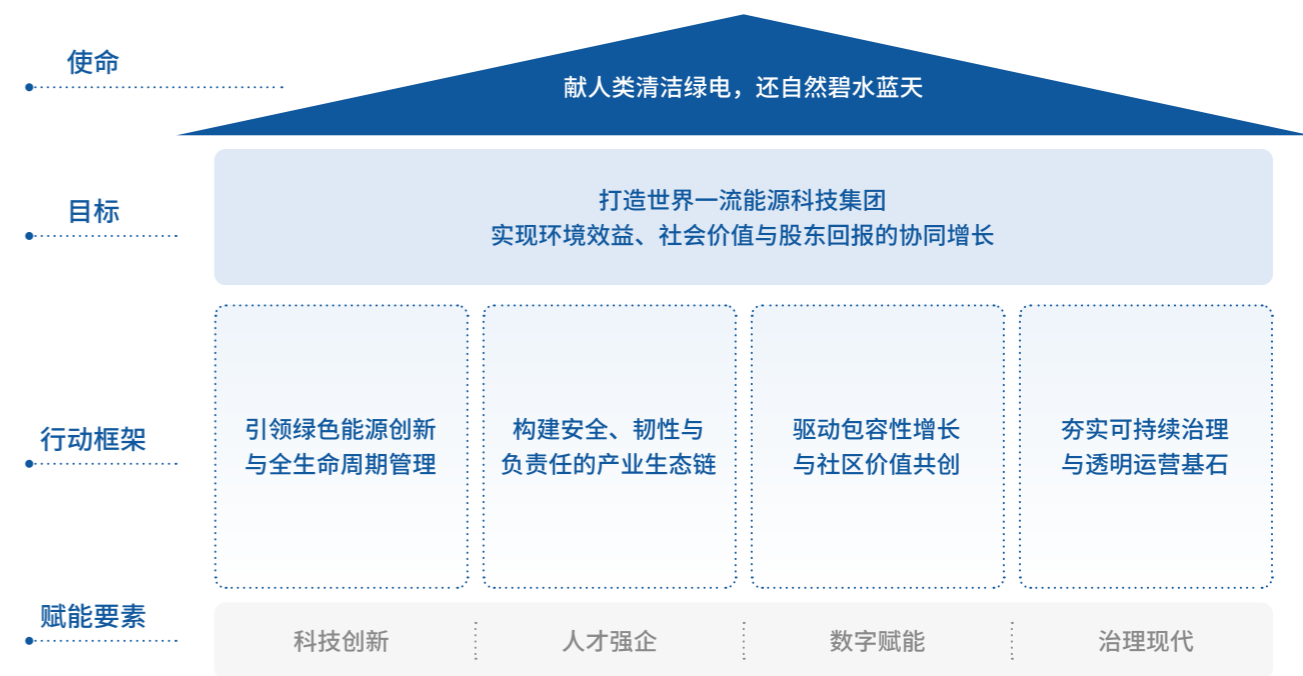 使命
献人类清洁绿电，还自然碧水蓝天
目标
打造世界一流能源科技集团
实现环境效益、社会价值与股东回报的协同增长
行动框架
引领绿色能源创新
与全生命周期管理
构建安全、韧性与
负责任的产业生态链
驱动包容性增长
与社区价值共创
夯实可持续治理
与透明运营基石
赋能要素
科技创新
人才强企
数字赋能
治理现代